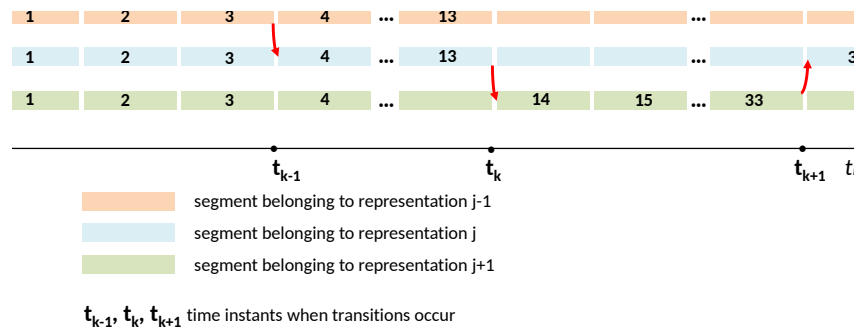 1 2 3 4 ... 13 ...
1 2 3 4 ... 13 ... 3
1 2 3 4 ... 14 15 ... 33
tk-1 tk tk+1 t
segment belonging to representation j-1
segment belonging to representation j
segment belonging to representation j+1
tk-1, tk, tk+1 time instants when transitions occur